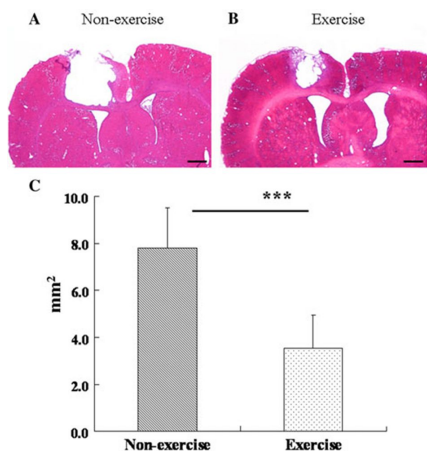 A Non-exercise
B Exercise
C
***
10.0
8.0
6.0
4.0
2.0
0.0
mm²
Non-exercise Exercise